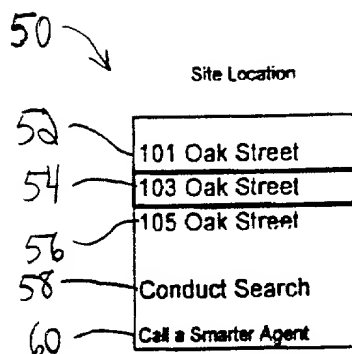 50
Site Location
52
101 Oak Street
54
103 Oak Street
56
105 Oak Street
58
Conduct Search
60
Call a Smarter Agent